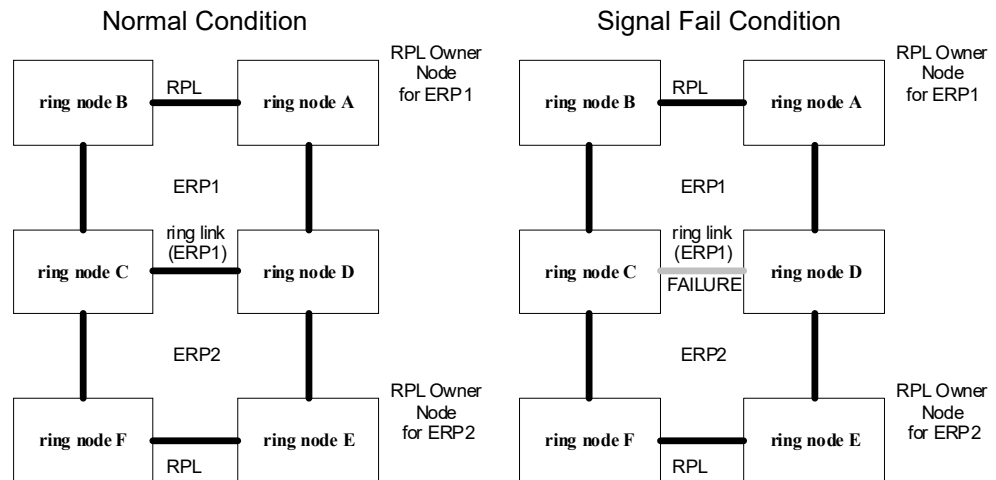 Normal Condition
RPL Owner
Node
for ERP1
ring node B
RPL
ring node A
ERP1
ring link
(ERP1)
ring node C
ring node D
ERP2
RPL Owner
Node
for ERP2
ring node F
RPL
ring node E
Signal Fail Condition
RPL Owner
Node
for ERP1
ring node B
RPL
ring node A
ERP1
ring link
(ERP1)
ring node C
FAILURE
ring node D
ERP2
RPL Owner
Node
for ERP2
ring node F
RPL
ring node E